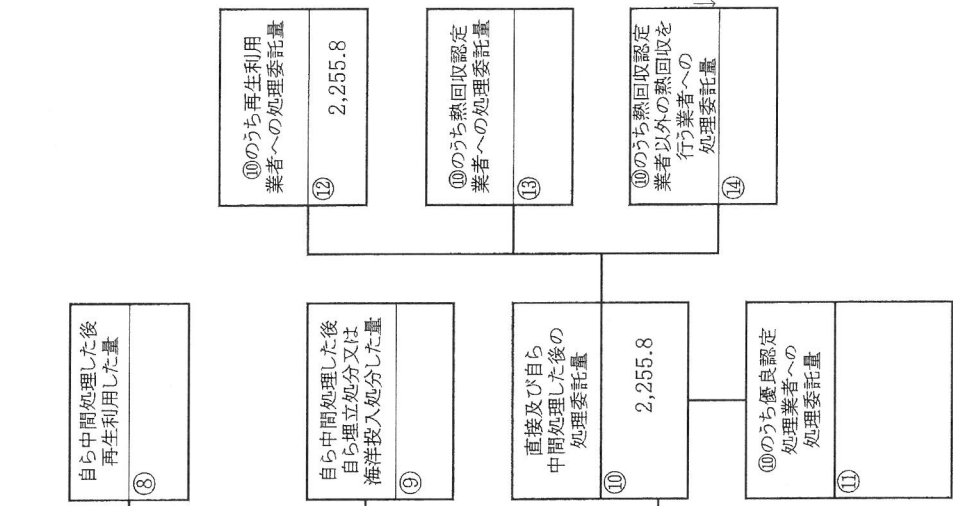 自ら中間処理した後
再生利用した量
⑧
自ら中間処理した後
自ら埋立処分又は
海洋投入処分した量
⑨
直接及び自ら
中間処理した後の
処理委託量
⑩
2,255.8
⑩のうち優良認定
処理業者への
処理委託量
⑪
⑩のうち再生利用
業者への処理委託量
⑫
2,255.8
⑩のうち熱回収認定
業者への処理委託量
⑬
⑩のうち熱回収認定
業者以外の熱回収を
行う業者への
処理委託量
⑭